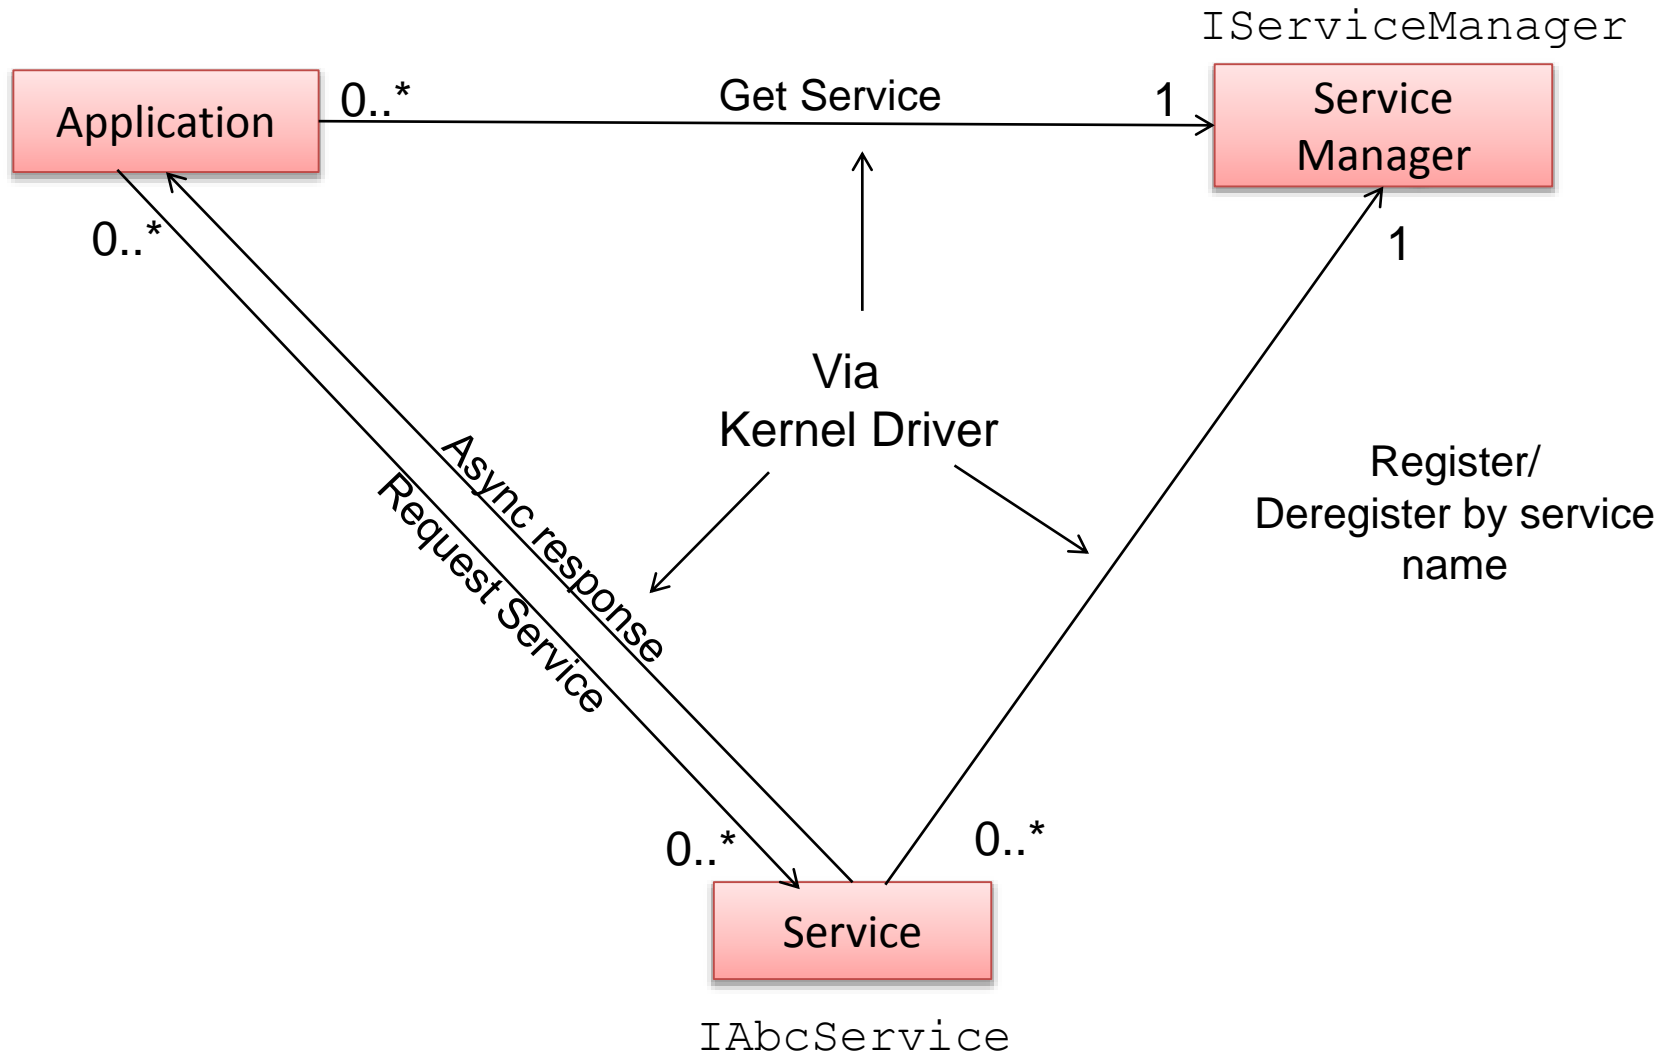 IServiceManager
Application
0..*
Get Service
1
Service
Manager
0..*
1
Via
Kernel Driver
Async response
Request Service
Register/
Deregister by service
name
0..*
0..*
Service
IAbcService